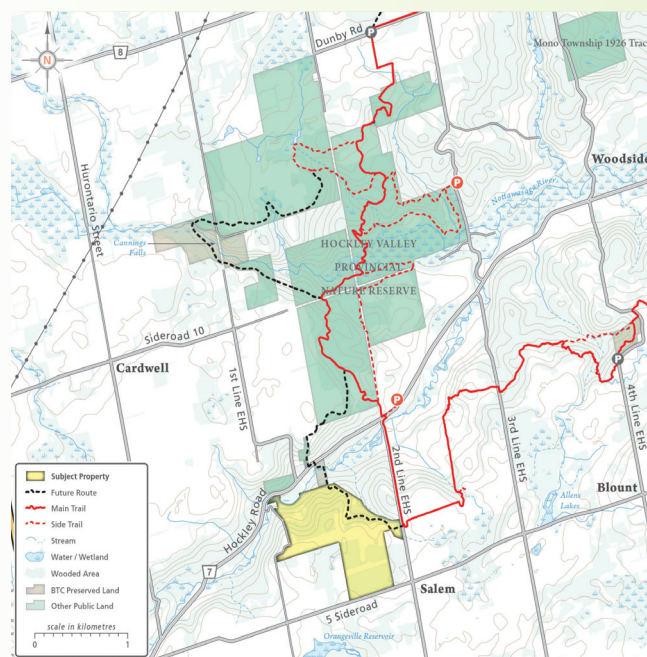 Dunby Rd
P
8
Mono Township 1926 Trac
N
Woodside
Hurontario Street
P
Nottawasaga River
Cannings
Falls
HOCKLEY VALLEY
PROVINCIAL
NATURE RESERVE
Sideroad 10
Cardwell
P
1st Line EHS
P
4th Line EHS
2nd Line EHS
3rd Line EHS
Blount
Allens
Lakes
Hockley Road
7
Salem
5 Sideroad
Orangeville Reservoir
Subject Property
Future Route
Main Trail
Side Trail
Stream
Water / Wetland
Wooded Area
BTC Preserved Land
Other Public Land
scale in kilometres
0 1